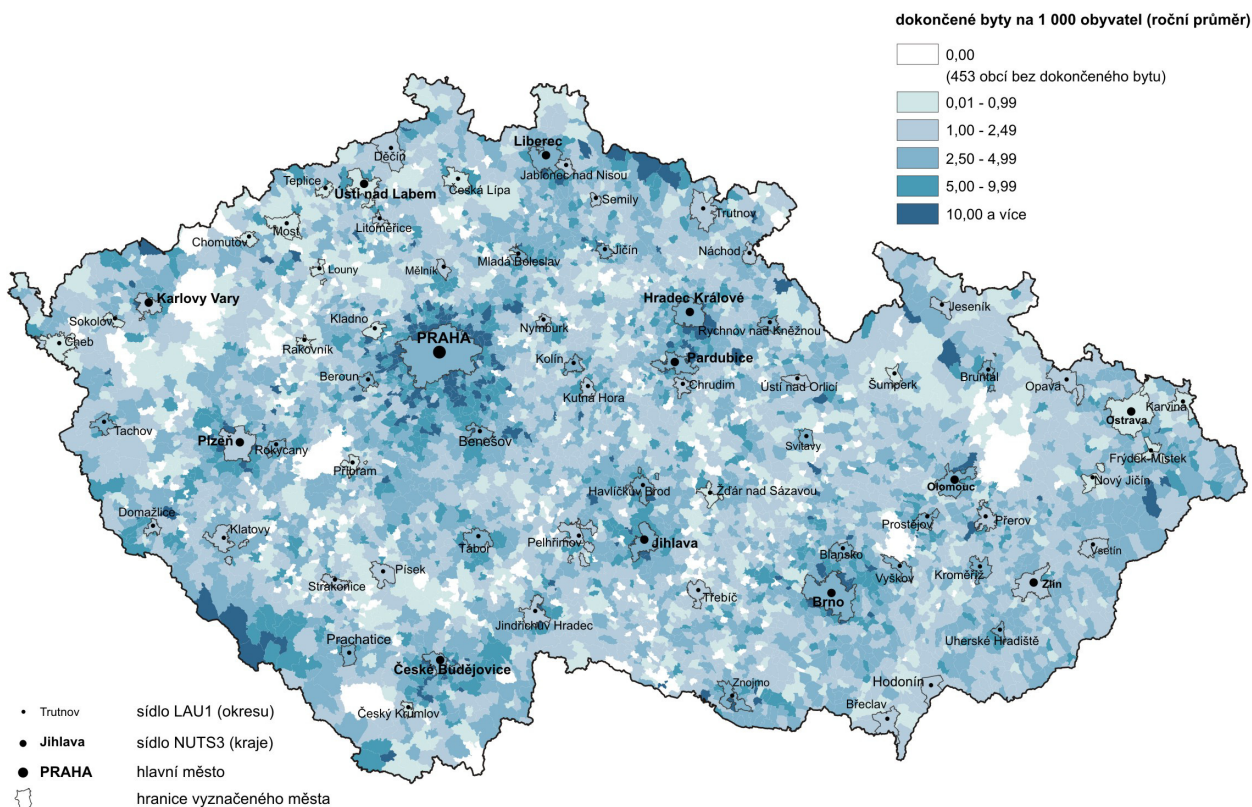 dokončené byty na 1 000 obyvatel (roční průměr)
0,00
(453 obcí bez dokončeného bytu)
0,01 - 0,99
1,00 - 2,49
2,50 - 4,99
5,00 - 9,99
10,00 a více
Liberec
Děčín
Jablonec nad Nisou
Teplice
Ústí nad Labem
Česká Lípa
Semily
Trutnov
Most
Litoměřice
Chomutov
Jičín
Náchod
Mladá Boleslav
Louny
Mělník
Karlovy Vary
Hradec Králové
Jeseník
Sokolov
Kladno
Nymburk
Rychnov nad Kněžnou
Cheb
Rakovník
PRAHA
Kolín
Pardubice
Beroun
Chrudim
Ústí nad Orlicí
Šumperk
Bruntál
Opava
Karviná
Kutná Hora
Ostrava
Tachov
Plzeň
Rokycany
Benešov
Svitavy
Frýdek-Místek
Příbram
Havlíčkův Brod
Žďár nad Sázavou
Olomouc
Nový Jičín
Domažlice
Klatovy
Prostějov
Přerov
Tábor
Pelhřimov
Jihlava
Blansko
Vsetín
Písek
Vyškov
Kroměříž
Strakonice
Třebíč
Brno
Zlín
Jindřichův Hradec
Prachatice
Uherské Hradiště
České Budějovice
Znojmo
Hodonín
Český Krumlov
Břeclav
Trutnov sídlo LAU1 (okresu)
Jihlava sídlo NUTS3 (kraje)
PRAHA hlavní město
hranice vyznačeného města